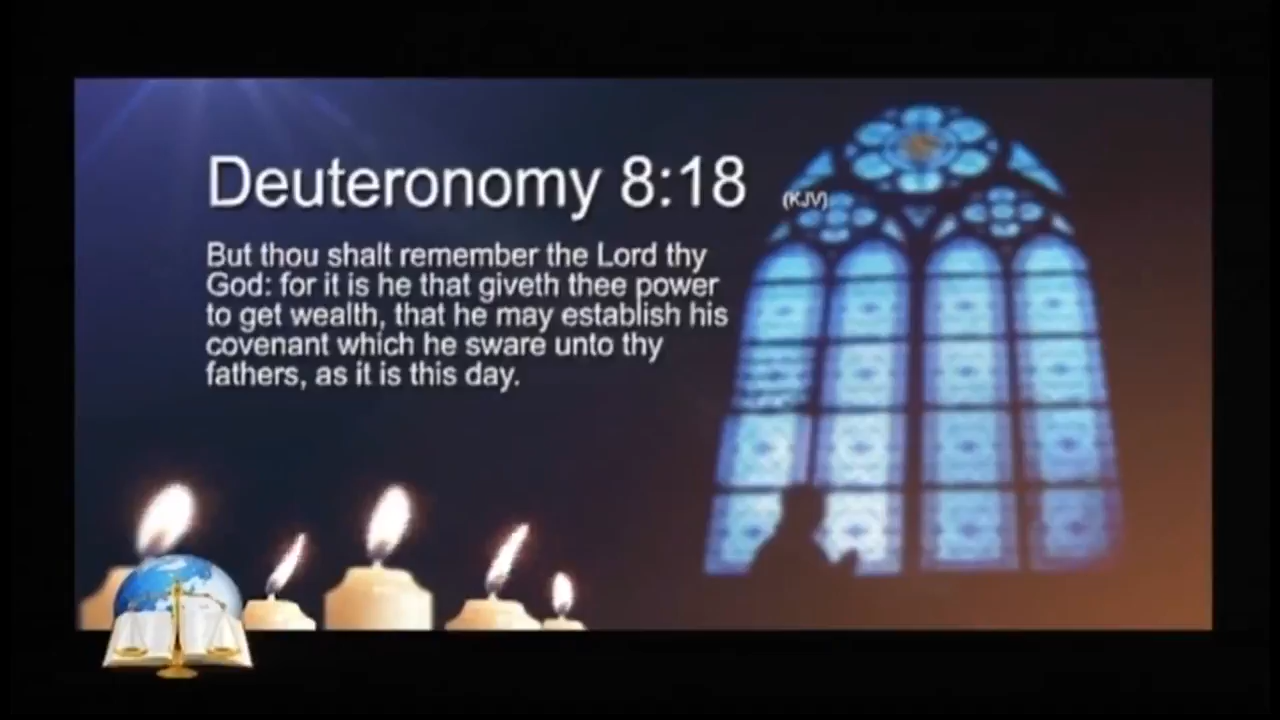 Deuteronomy 8:18 (KJV)
But thou shalt remember the Lord thy
God: for it is he that giveth thee power
to get wealth, that he may establish his
covenant which he sware unto thy
fathers, as it is this day.